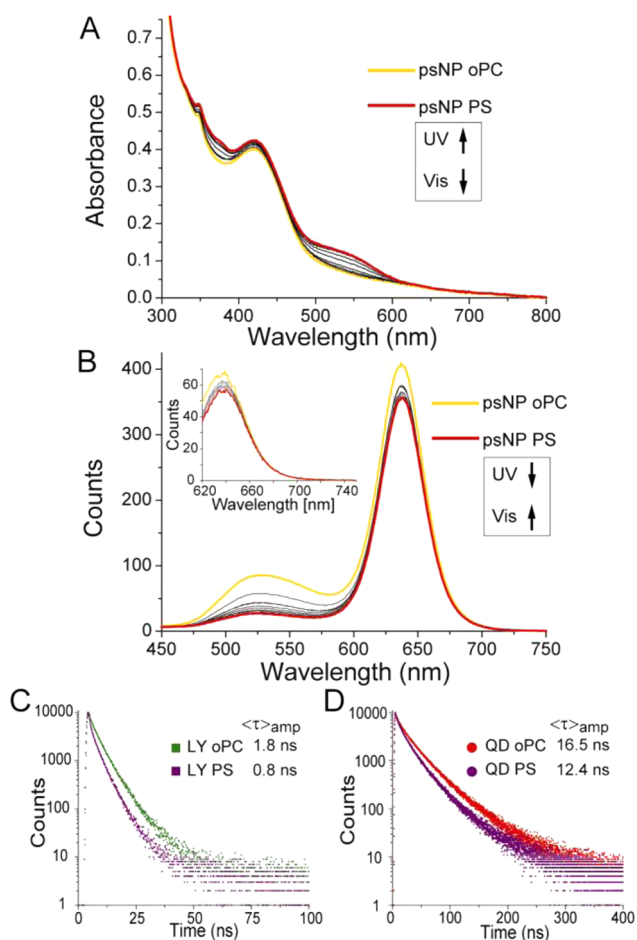 A
psNP oPC
psNP PS
UV ↑
Vis ↓
Absorbance
0.7
0.6
0.5
0.4
0.3
0.2
0.1
0.0
300 400 500 600 700 800
Wavelength (nm)
B
psNP oPC
psNP PS
UV ↓
Vis ↑
Counts
400
350
300
250
200
150
100
50
0
450 500 550 600 650 700 750
Wavelength (nm)
Counts
60
40
20
0
620 660 700 740
Wavelength [nm]
C
<τ>amp
LY oPC 1.8 ns
LY PS 0.8 ns
Counts
10000
1000
100
10
1
0 25 50 75 100
Time (ns)
D
<τ>amp
QD oPC 16.5 ns
QD PS 12.4 ns
Counts
10000
1000
100
10
1
0 100 200 300 400
Time (ns)